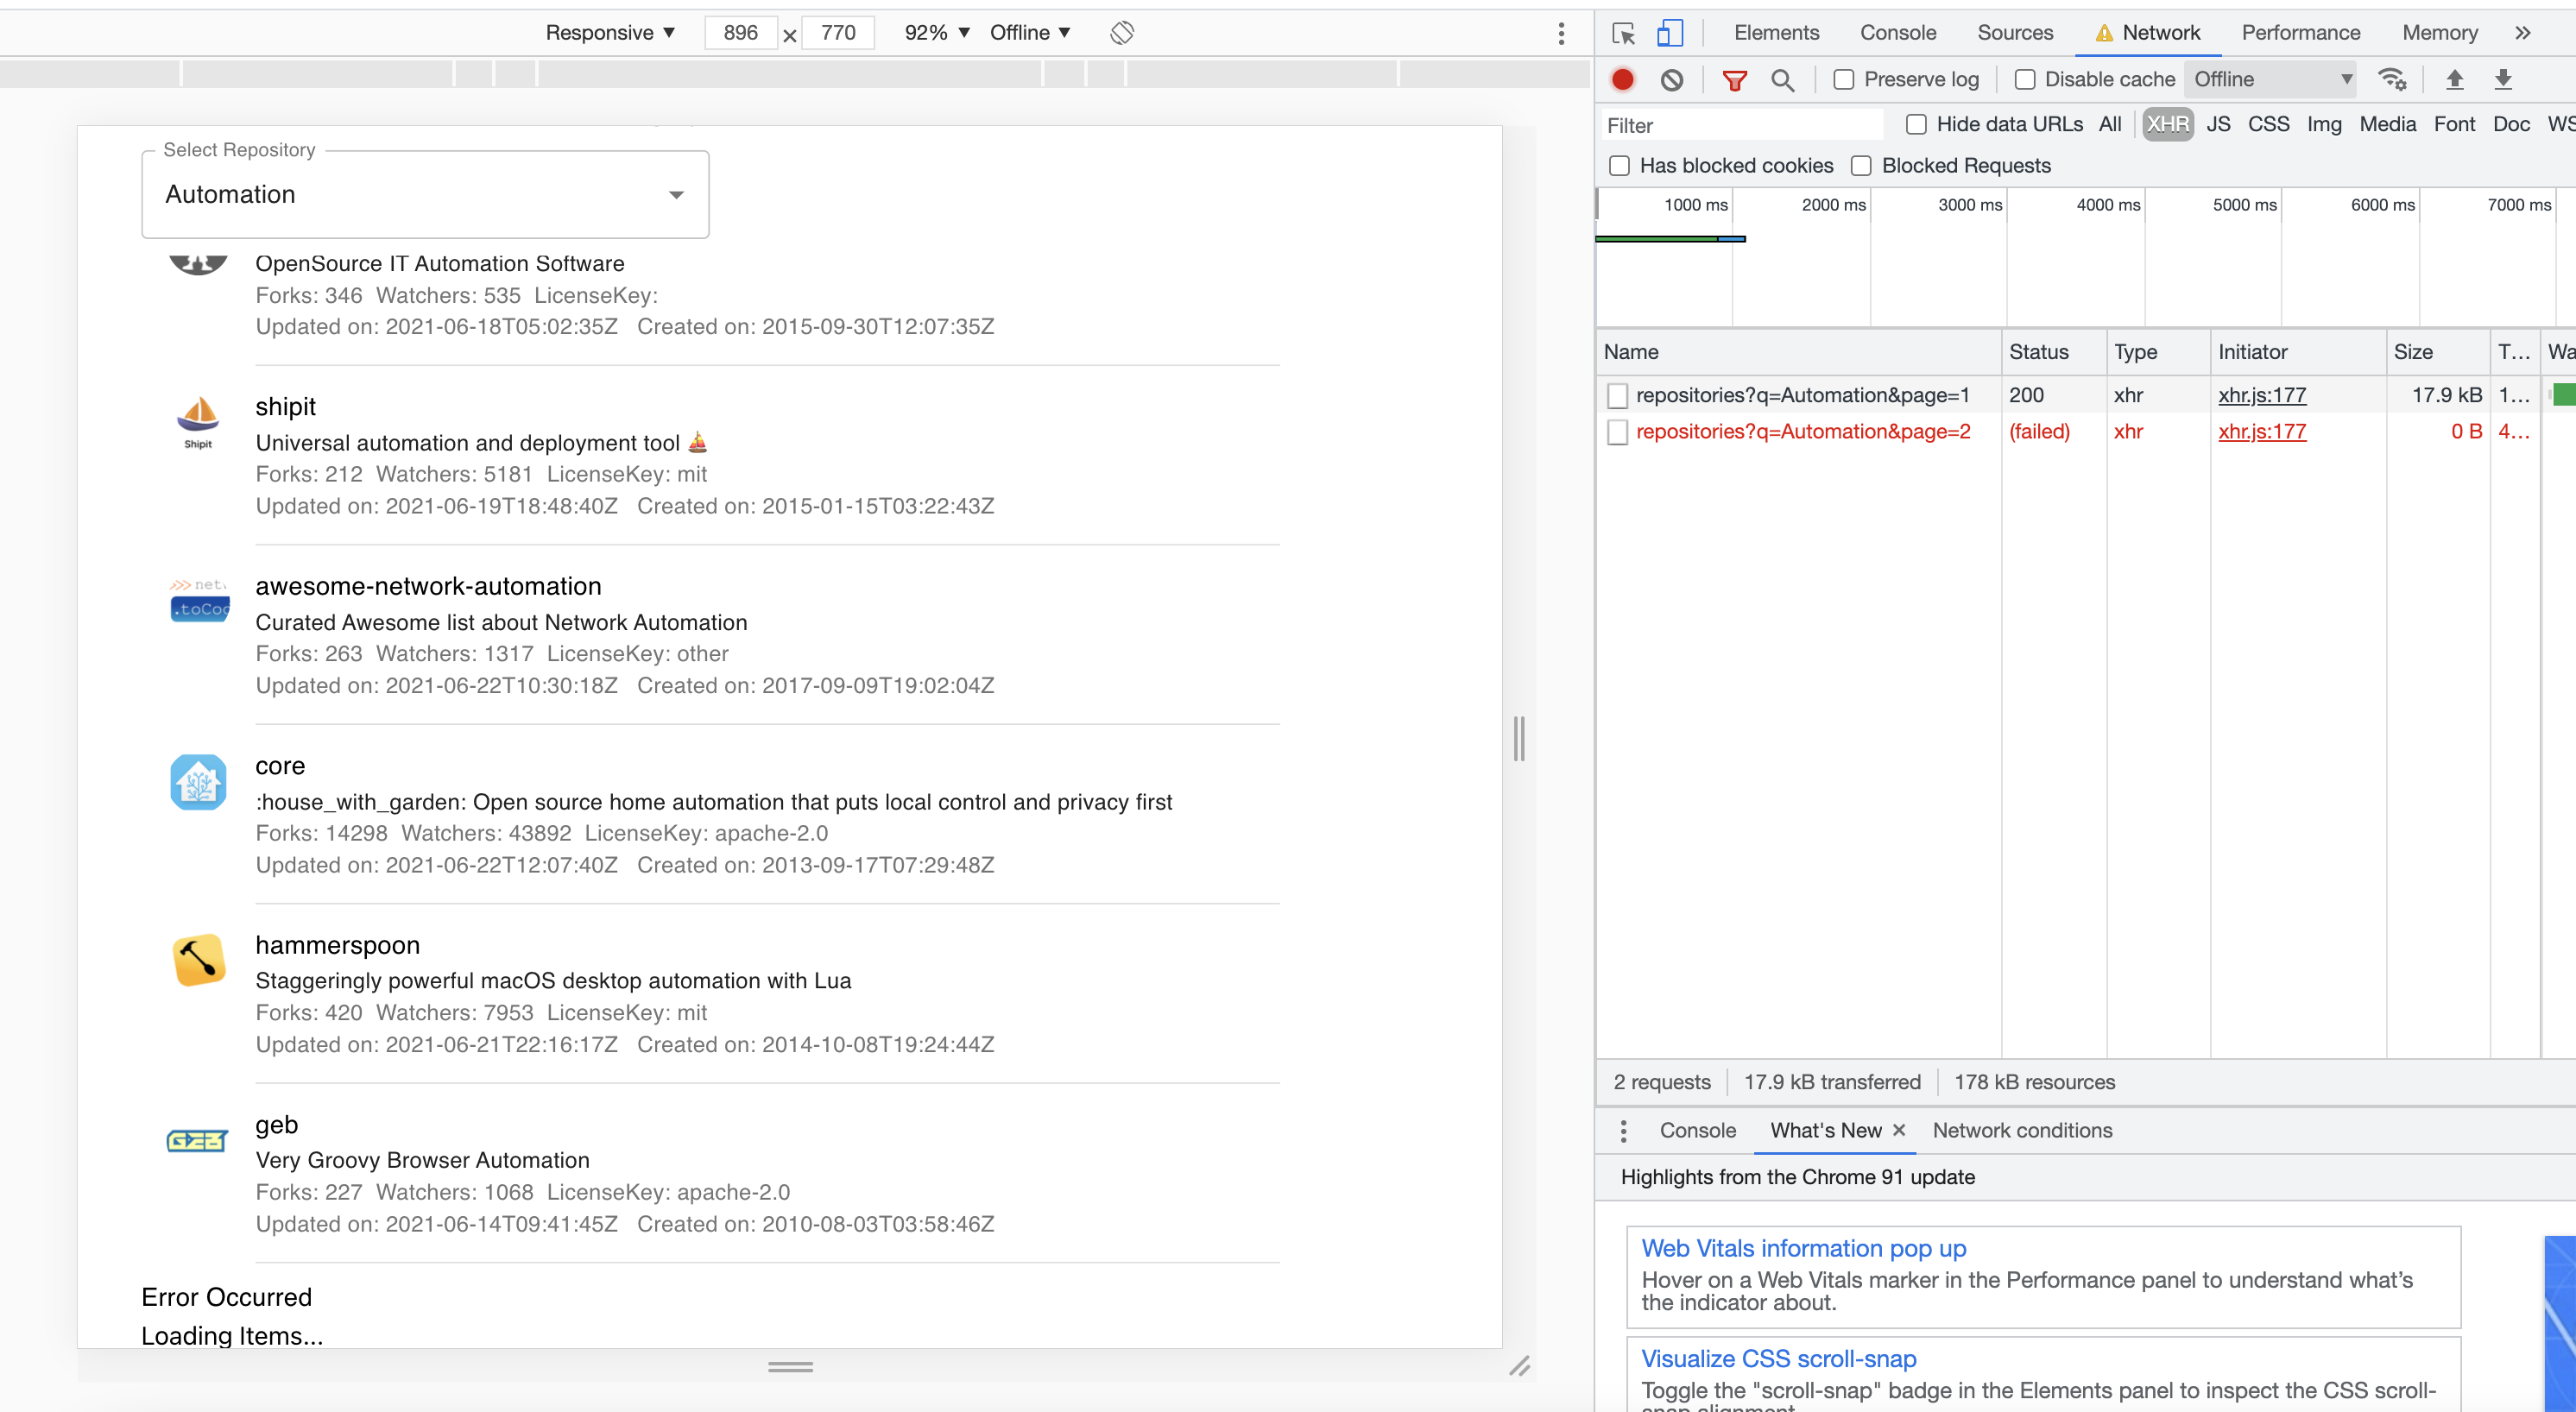 Responsive ▼ 896 × 770 92% ▼ Offline ▼
Select Repository
Automation
OpenSource IT Automation Software
Forks: 346 Watchers: 535 LicenseKey:
Updated on: 2021-06-18T05:02:35Z Created on: 2015-09-30T12:07:35Z
Shipit
shipit
Universal automation and deployment tool ⛵
Forks: 212 Watchers: 5181 LicenseKey: mit
Updated on: 2021-06-19T18:48:40Z Created on: 2015-01-15T03:22:43Z
>>> net.
.toCod
awesome-network-automation
Curated Awesome list about Network Automation
Forks: 263 Watchers: 1317 LicenseKey: other
Updated on: 2021-06-22T10:30:18Z Created on: 2017-09-09T19:02:04Z
core
:house_with_garden: Open source home automation that puts local control and privacy first
Forks: 14298 Watchers: 43892 LicenseKey: apache-2.0
Updated on: 2021-06-22T12:07:40Z Created on: 2013-09-17T07:29:48Z
hammerspoon
Staggeringly powerful macOS desktop automation with Lua
Forks: 420 Watchers: 7953 LicenseKey: mit
Updated on: 2021-06-21T22:16:17Z Created on: 2014-10-08T19:24:44Z
GEB
geb
Very Groovy Browser Automation
Forks: 227 Watchers: 1068 LicenseKey: apache-2.0
Updated on: 2021-06-14T09:41:45Z Created on: 2010-08-03T03:58:46Z
Error Occurred
Loading Items...
Elements Console Sources Network Performance Memory »
Preserve log Disable cache Offline ▼
Filter Hide data URLs All XHR JS CSS Img Media Font Doc WS
Has blocked cookies Blocked Requests
1000 ms 2000 ms 3000 ms 4000 ms 5000 ms 6000 ms 7000 ms
Name Status Type Initiator Size T... Wa
repositories?q=Automation&page=1 200 xhr xhr.js:177 17.9 kB 1...
repositories?q=Automation&page=2 (failed) xhr xhr.js:177 0 B 4...
2 requests 17.9 kB transferred 178 kB resources
Console What's New × Network conditions
Highlights from the Chrome 91 update
Web Vitals information pop up
Hover on a Web Vitals marker in the Performance panel to understand what's
the indicator about.
Visualize CSS scroll-snap
Toggle the "scroll-snap" badge in the Elements panel to inspect the CSS scroll-
snap alignment.